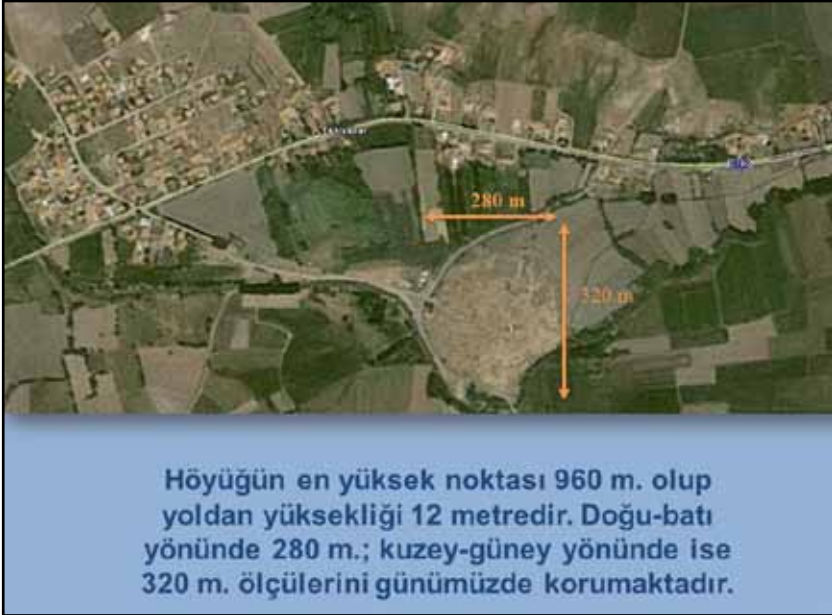 280 m
320 m
Höyüğün en yüksek noktası 960 m. olup
yoldan yüksekliği 12 metredir. Doğu-batı
yönünde 280 m.; kuzey-güney yönünde ise
320 m. ölçülerini günümüzde korumaktadır.